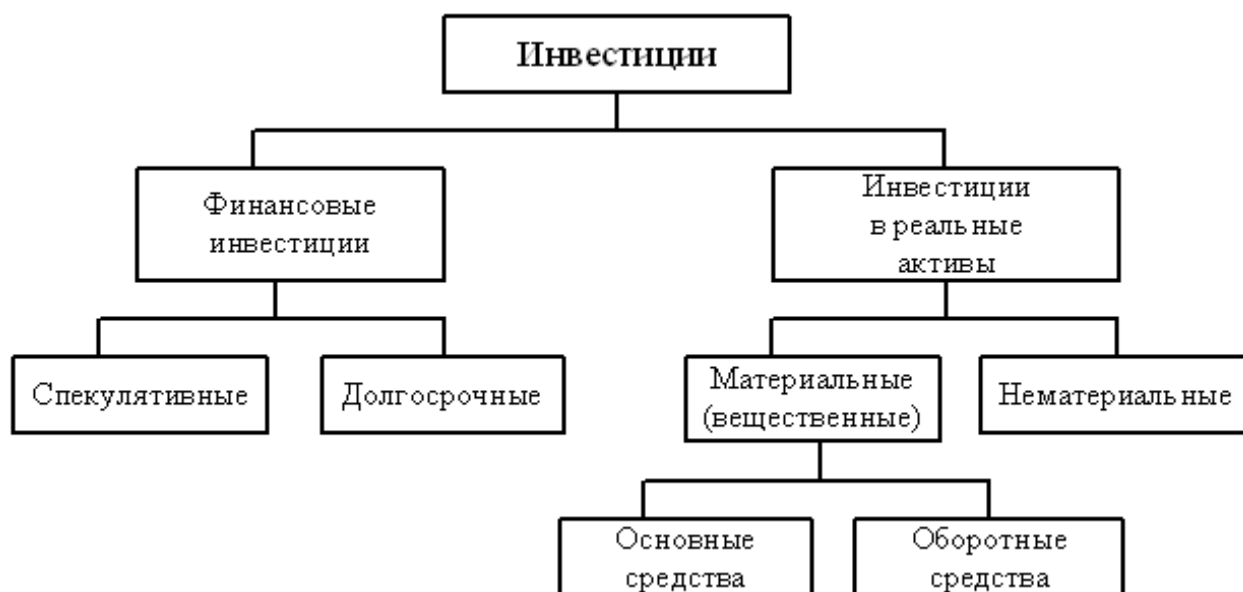 Инвестиции
Финансовые
инвестиции
Инвестиции
в реальные
активы
Спекулятивные
Долгосрочные
Материальные
(вещественные)
Нематериальные
Основные
средства
Оборотные
средства